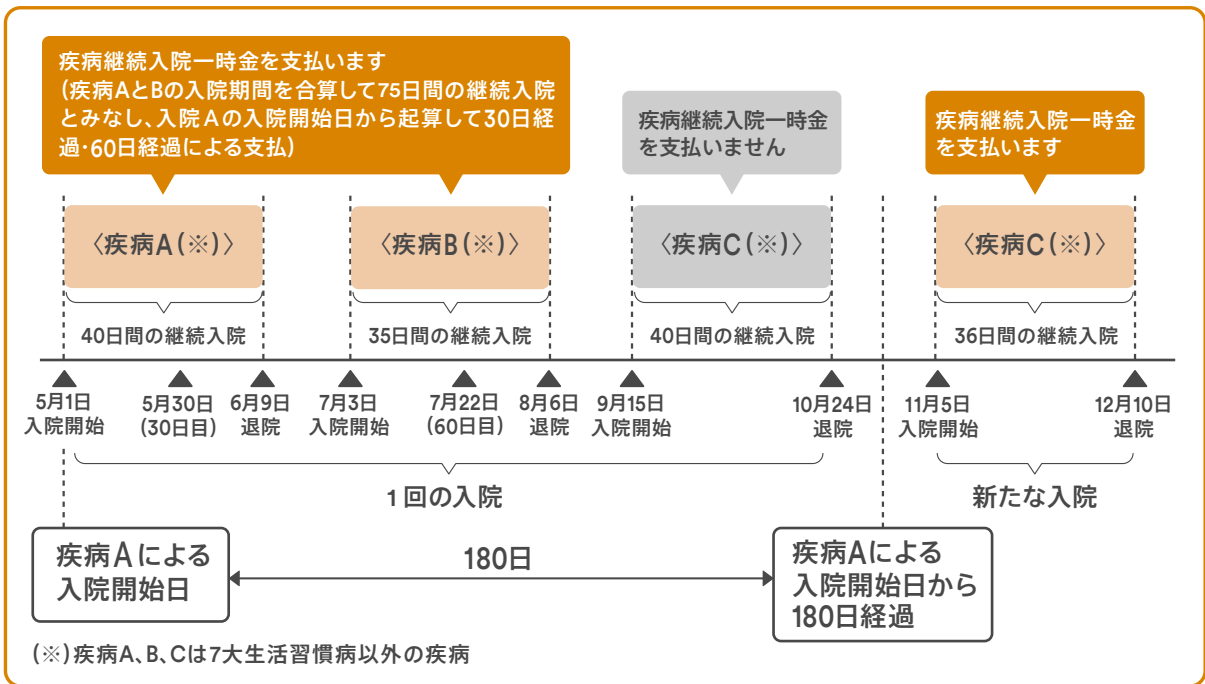 疾病継続入院一時金を支払います
(疾病AとBの入院期間を合算して75日間の継続入院
とみなし、入院Aの入院開始日から起算して30日経
過・60日経過による支払)
疾病継続入院一時金
を支払いません
疾病継続入院一時金
を支払います
〈疾病A(※)〉
〈疾病B(※)〉
〈疾病C(※)〉
〈疾病C(※)〉
40日間の継続入院
35日間の継続入院
40日間の継続入院
36日間の継続入院
5月1日
入院開始
5月30日
(30日目)
6月9日
退院
7月3日
入院開始
7月22日
(60日目)
8月6日
退院
9月15日
入院開始
10月24日
退院
11月5日
入院開始
12月10日
退院
1回の入院
新たな入院
疾病Aによる
入院開始日
180日
疾病Aによる
入院開始日から
180日経過
(※)疾病A、B、Cは7大生活習慣病以外の疾病